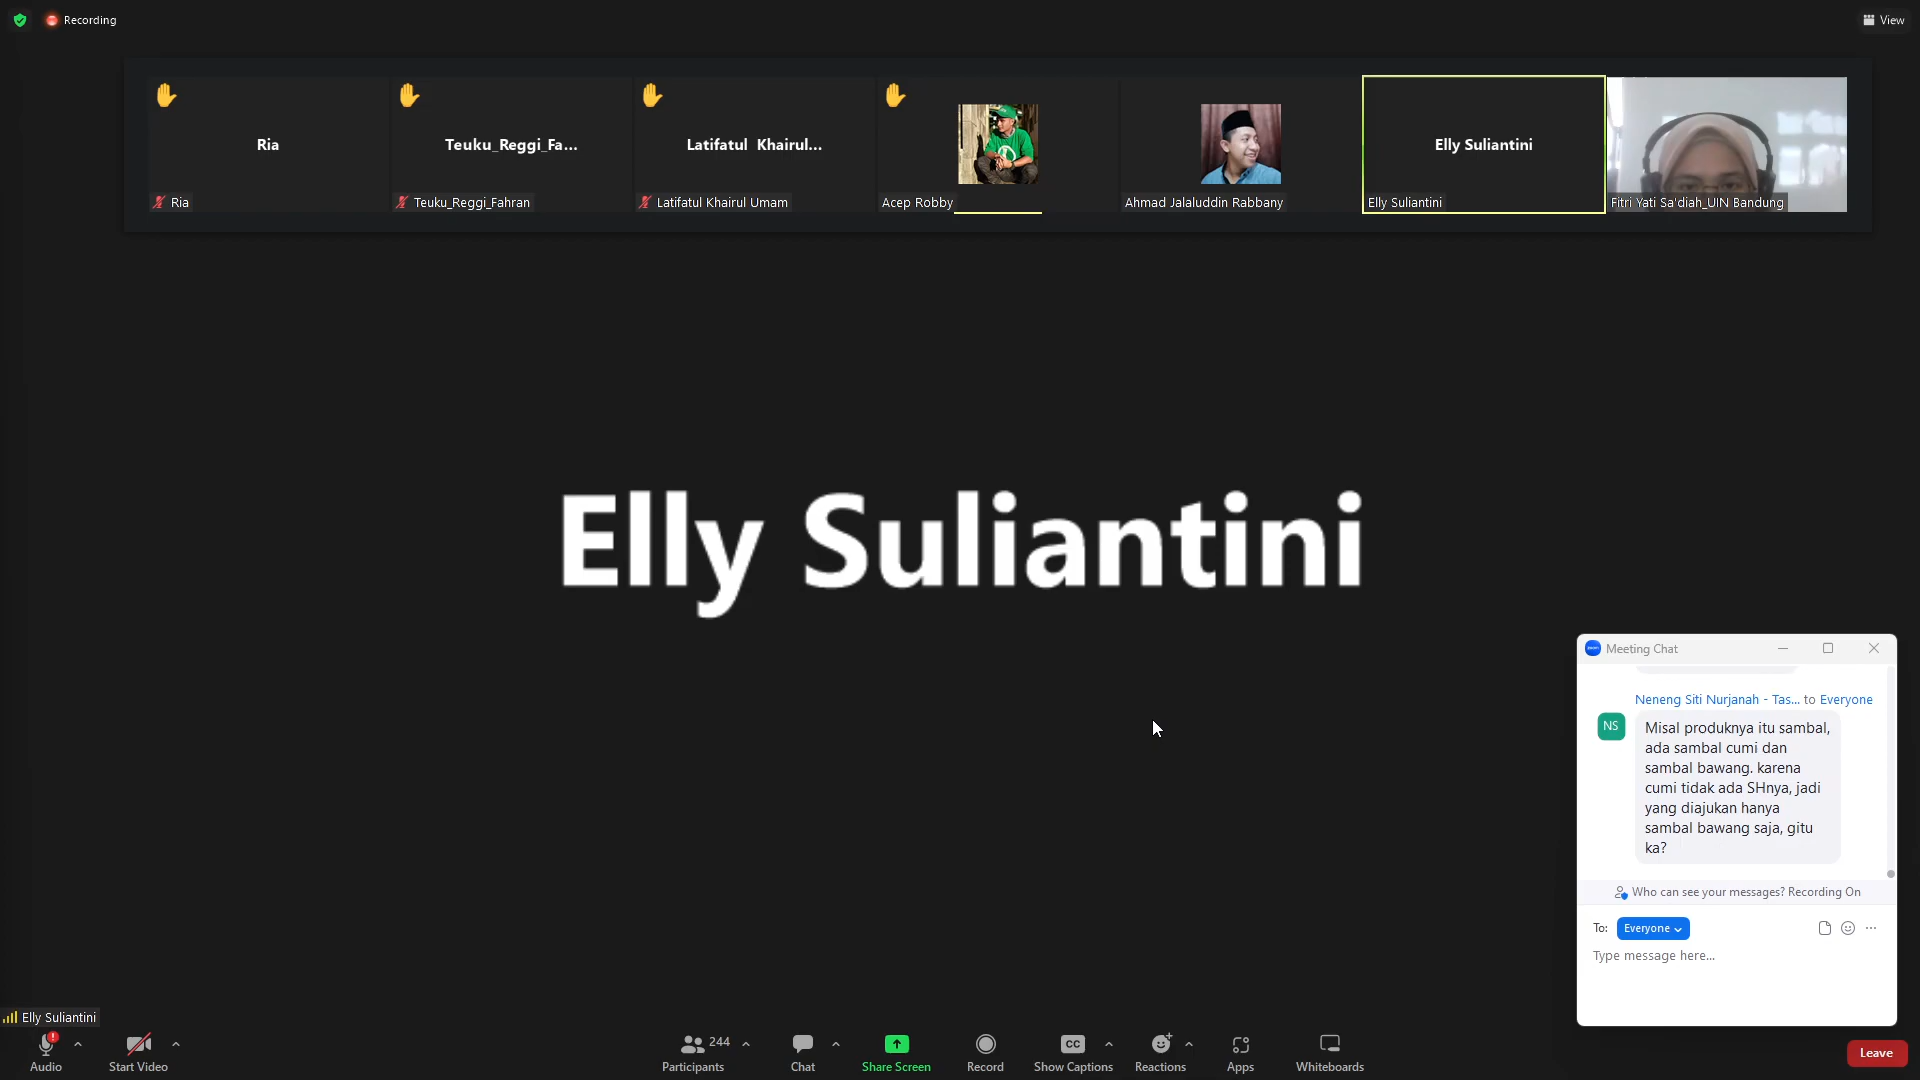 Recording
View
Ria
Teuku_Reggi_Fa...
Latifatul Khairul...
Elly Suliantini
Ria
Teuku_Reggi_Fahran
Latifatul Khairul Umam
Acep Robby
Ahmad Jalaluddin Rabbany
Elly Suliantini
Fitri Yati Sa'diah_UIN Bandung
Elly Suliantini
Meeting Chat
Neneng Siti Nurjanah - Tas... to Everyone
NS
Misal produknya itu sambal,
ada sambal cumi dan
sambal bawang. karena
cumi tidak ada SHnya, jadi
yang diajukan hanya
sambal bawang saja, gitu
ka?
Who can see your messages? Recording On
To: Everyone
Type message here...
Elly Suliantini
Audio
Start Video
244
Participants
Chat
Share Screen
Record
CC
Show Captions
Reactions
Apps
Whiteboards
Leave